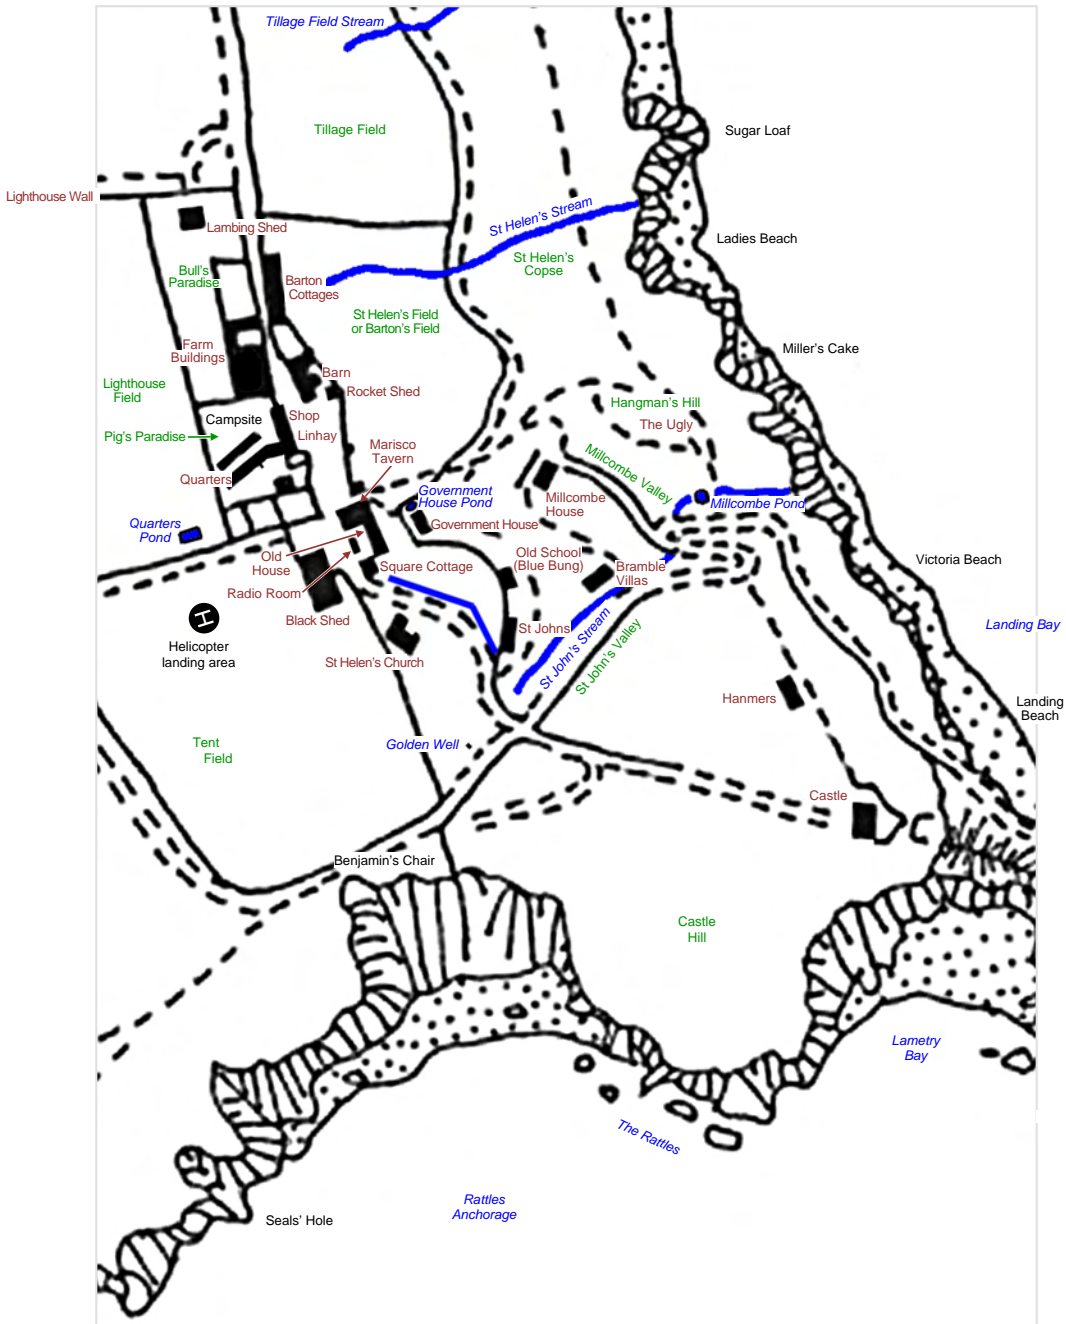 Tillage Field Stream
Tillage Field
Sugar Loaf
Lighthouse Wall
Lambing Shed
St Helen's Stream
Ladies Beach
Bull's
Paradise
Barton
Cottages
St Helen's
Copse
St Helen's Field
or Barton's Field
Farm
Buildings
Miller's Cake
Barn
Rocket Shed
Lighthouse
Field
Hangman's Hill
The Ugly
Campsite
Shop
Linhay
Pig's Paradise
Marisco
Tavern
Quarters
Millcombe Valley
Government
House Pond
Millcombe
House
Millcombe Pond
Quarters
Pond
Government House
Old
House
Square Cottage
Old School
(Blue Bung)
Bramble
Villas
Victoria Beach
Radio Room
Black Shed
Helicopter
landing area
St Johns
St John's Stream
St John's Valley
Landing Bay
St Helen's Church
Hanmers
Landing
Beach
Tent
Field
Golden Well
Castle
Benjamin's Chair
Castle
Hill
Lametry
Bay
The Rattles
Rattles
Anchorage
Seals' Hole